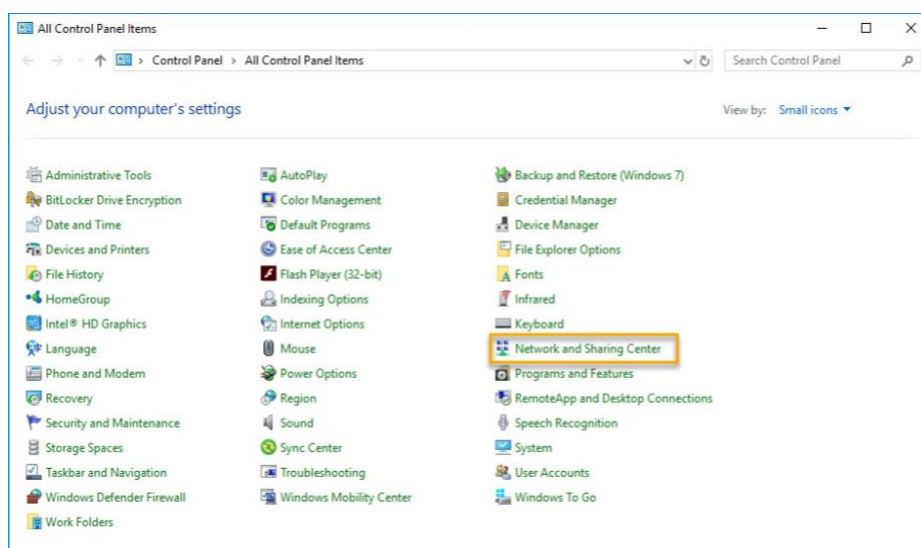 All Control Panel Items
Control Panel > All Control Panel Items
Search Control Panel
Adjust your computer's settings
View by: Small icons
Administrative Tools
AutoPlay
Backup and Restore (Windows 7)
BitLocker Drive Encryption
Color Management
Credential Manager
Date and Time
Default Programs
Device Manager
Devices and Printers
Ease of Access Center
File Explorer Options
File History
Flash Player (32-bit)
Fonts
HomeGroup
Indexing Options
Infrared
Intel® HD Graphics
Internet Options
Keyboard
Language
Mouse
Network and Sharing Center
Phone and Modem
Power Options
Programs and Features
Recovery
Region
RemoteApp and Desktop Connections
Security and Maintenance
Sound
Speech Recognition
Storage Spaces
Sync Center
System
Taskbar and Navigation
Troubleshooting
User Accounts
Windows Defender Firewall
Windows Mobility Center
Windows To Go
Work Folders